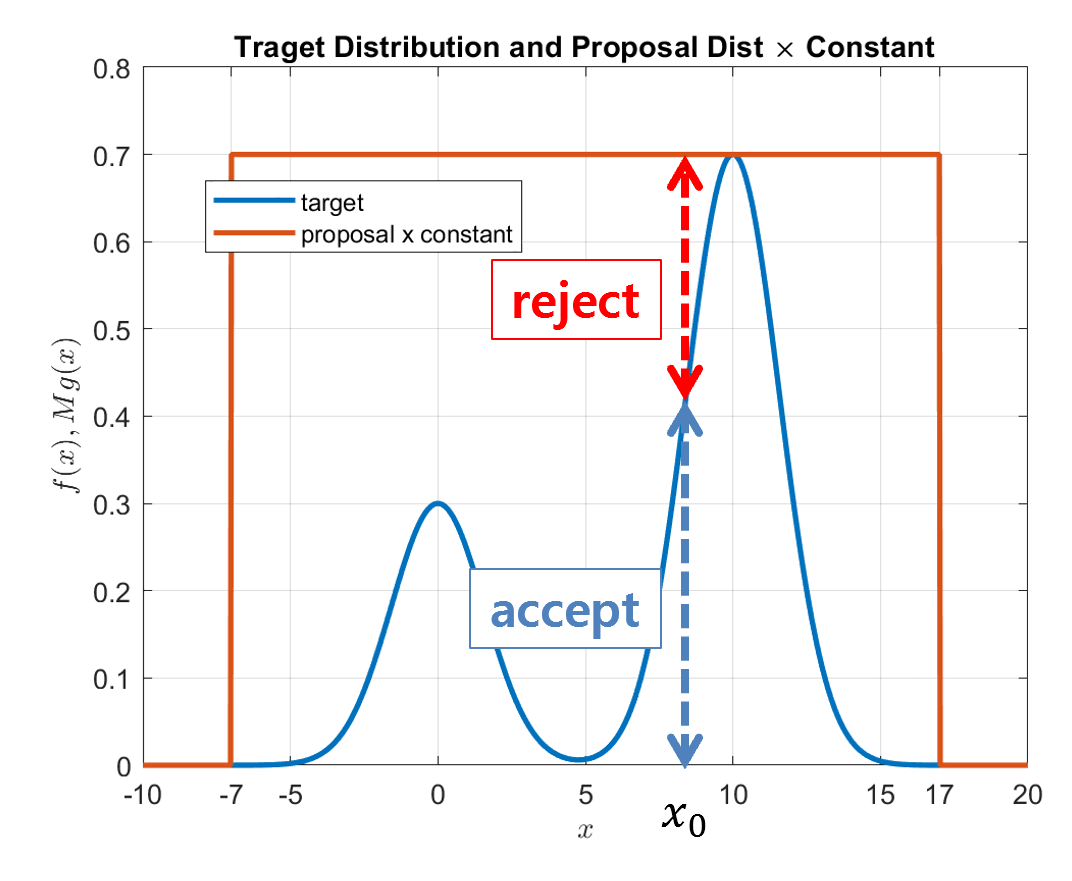 Traget Distribution and Proposal Dist × Constant
0.8
0.7
0.6
0.5
0.4
0.3
0.2
0.1
0
f(x), Mg(x)
target
proposal x constant
reject
accept
-10 -7 -5 0 5 10 15 17 20
x
x₀